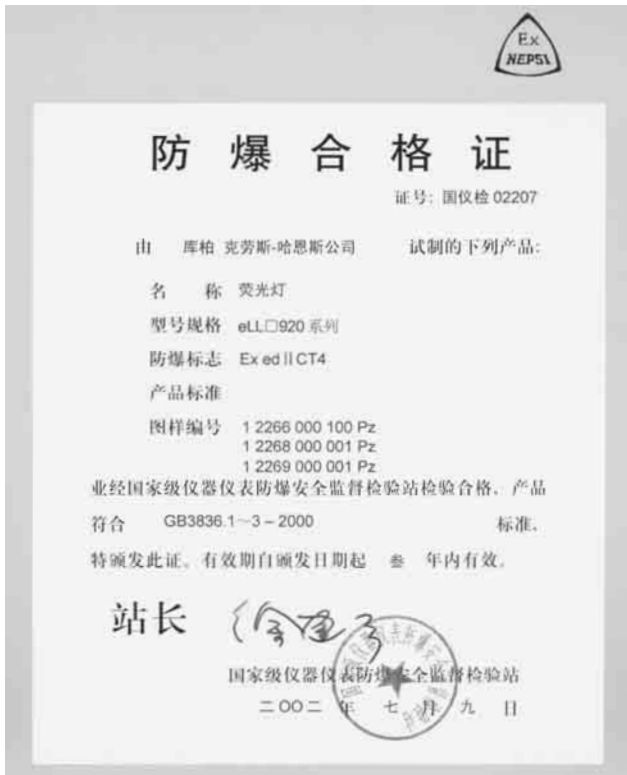 Ex
NEPSI
防爆合格证
证号: 国仪检 02207
由 库柏 克劳斯-哈恩斯公司 试制的下列产品:
名 称 荧光灯
型号规格 eLL□920 系列
防爆标志 Ex ed II CT4
产品标准
图样编号 1 2266 000 100 Pz
1 2268 000 001 Pz
1 2269 000 001 Pz
业经国家级仪器仪表防爆安全监督检验站检验合格、产品
符合 GB3836.1～3－2000 标准、
特颁发此证。有效期自颁发日期起 叁 年内有效。
站长
国家级仪器仪表防爆安全监督检验站
二〇〇二 年 七 月 九 日